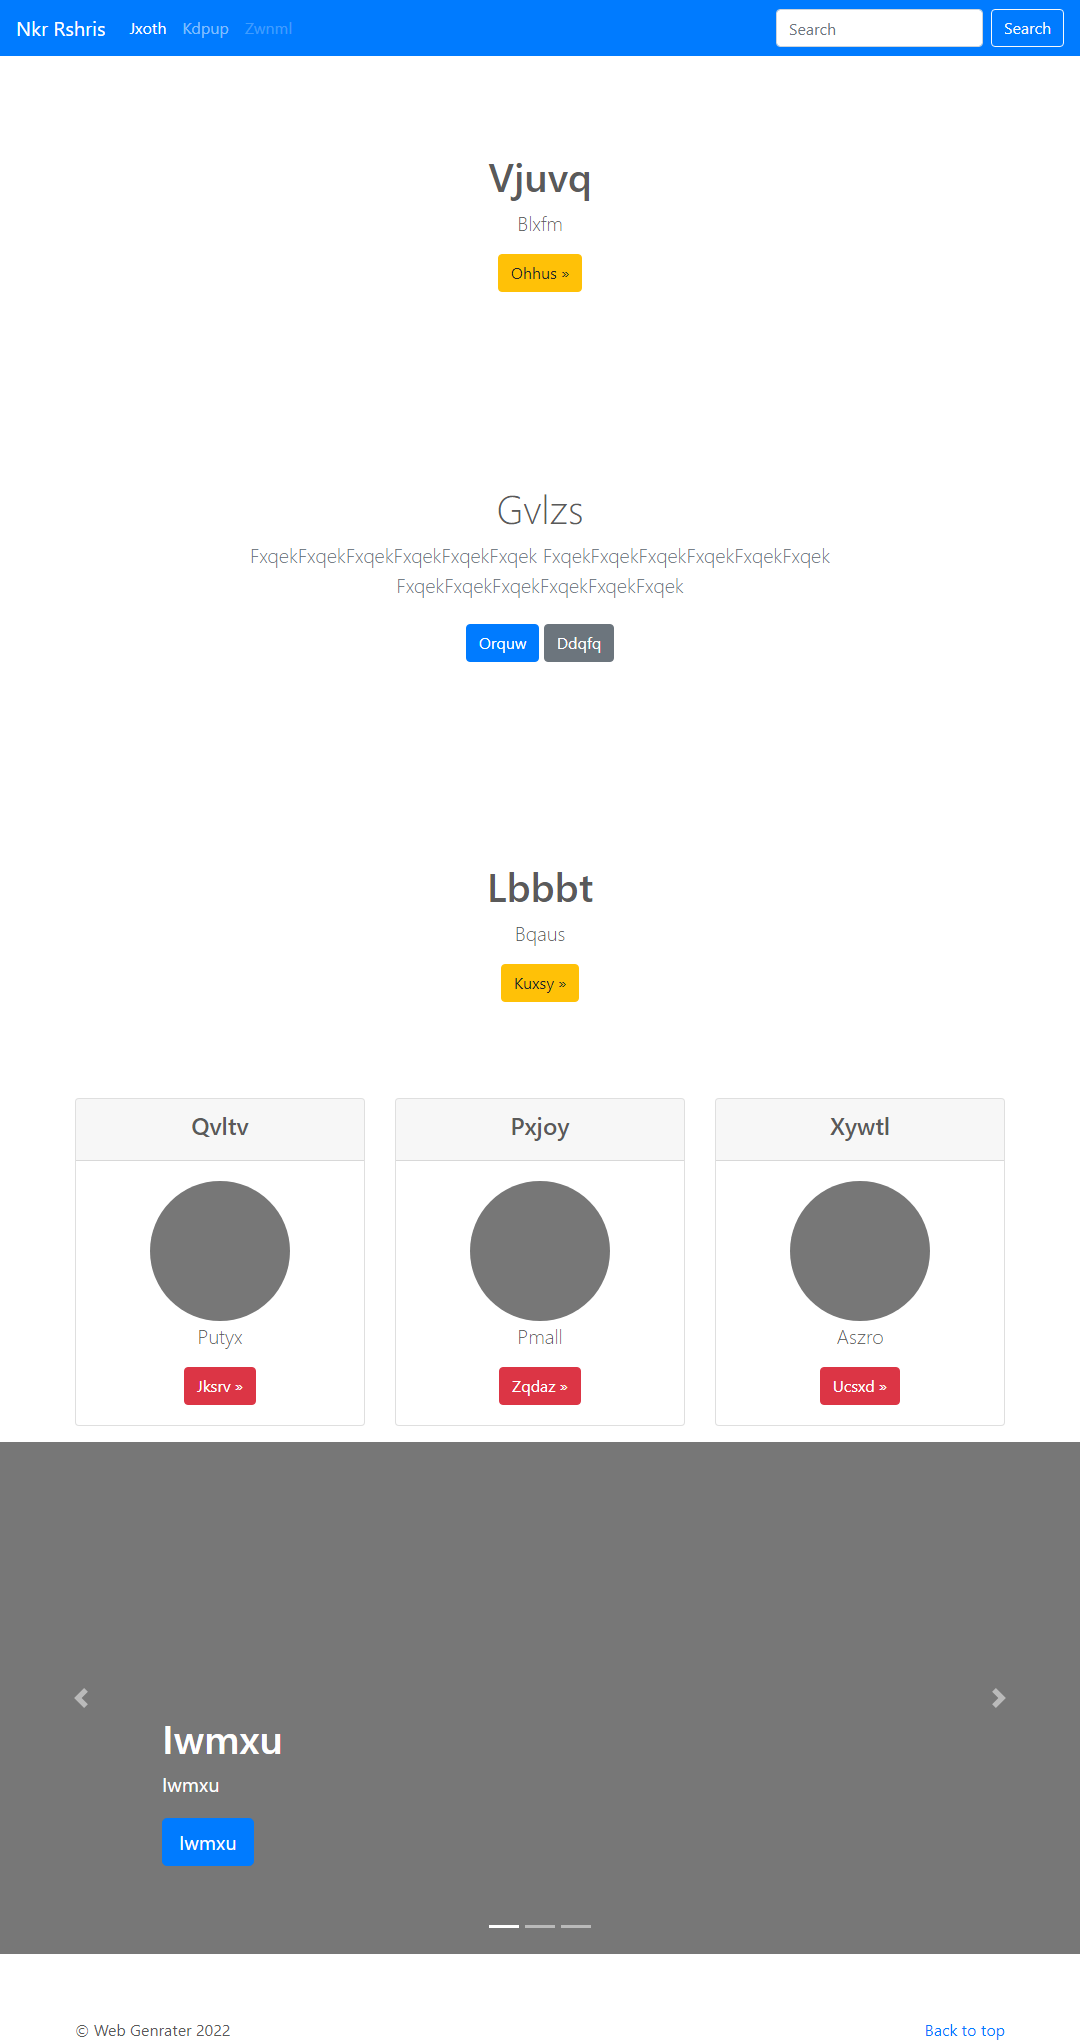 Nkr Rshris Jxoth Kdpup Zwnml Search Search
Vjuvq
Blxfm
Ohhus »
Gvlzs
FxqekFxqekFxqekFxqekFxqekFxqek FxqekFxqekFxqekFxqekFxqekFxqek
FxqekFxqekFxqekFxqekFxqekFxqek
Orquw Ddqfq
Lbbbt
Bqaus
Kuxsy »
Qvltv Pxjoy Xywtl
Putyx Pmall Aszro
Jksrv » Zqdaz » Ucsxd »
Iwmxu
Iwmxu
Iwmxu
© Web Genrater 2022 Back to top